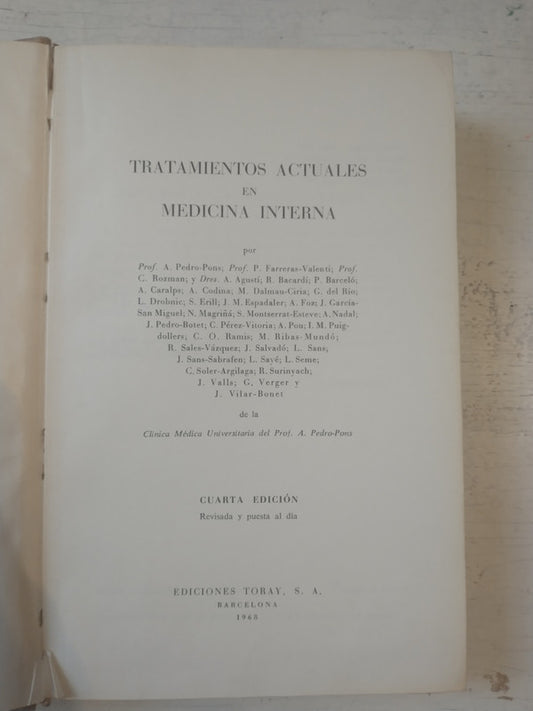 TRATAMIENTOS ACTUALES
EN
MEDICINA INTERNA
por
Prof. A. Pedro-Pons; Prof. P. Farreras-Valentí; Prof.
C. Rozman; y Dres. A. Agustí; R. Bacardí; P. Barceló;
A. Caralps; A. Codina; M. Dalmau-Ciria; G. del Río;
L. Drobnic; S. Erill; J. M. Espadaler; A. Foz; J. García-
San Miguel; N. Magriñá; S. Montserrat-Esteve; A. Nadal;
J. Pedro-Botet; C. Pérez-Vitoria; A. Pou; I. M. Puig-
dollers; C. O. Ramis; M. Ribas-Mundó;
R. Sales-Vázquez; J. Salvadó; L. Sans;
J. Sans-Sabrafen; L. Sayé; L. Seme;
C. Soler-Argilaga; R. Surinyach;
J. Valls; G. Verger y
J. Vilar-Bonet
de la
Clínica Médica Universitaria del Prof. A. Pedro-Pons
CUARTA EDICIÓN
Revisada y puesta al día
EDICIONES TORAY, S. A.
BARCELONA
1968